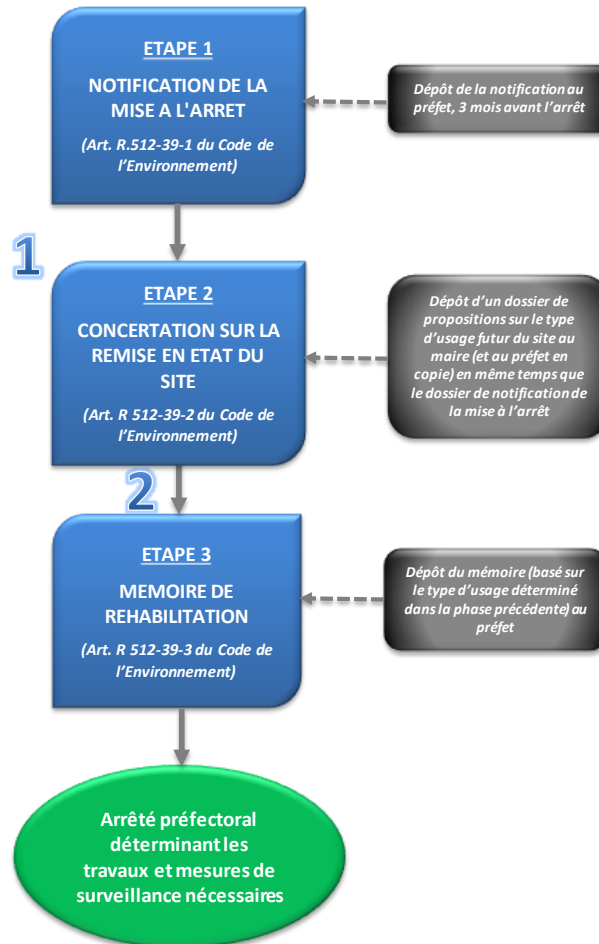 ETAPE 1
NOTIFICATION DE LA
MISE A L'ARRET
(Art. R.512-39-1 du Code de
l'Environnement)
Dépôt de la notification au
préfet, 3 mois avant l'arrêt
1
ETAPE 2
CONCERTATION SUR LA
REMISE EN ETAT DU
SITE
(Art. R 512-39-2 du Code de
l'Environnement)
Dépôt d'un dossier de
propositions sur le type
d'usage futur du site au
maire (et au préfet en
copie) en même temps que
le dossier de notification de
la mise à l'arrêt
2
ETAPE 3
MEMOIRE DE
REHABILITATION
(Art. R 512-39-3 du Code de
l'Environnement)
Dépôt du mémoire (basé sur
le type d'usage déterminé
dans la phase précédente) au
préfet
Arrêté préfectoral
déterminant les
travaux et mesures de
surveillance nécessaires